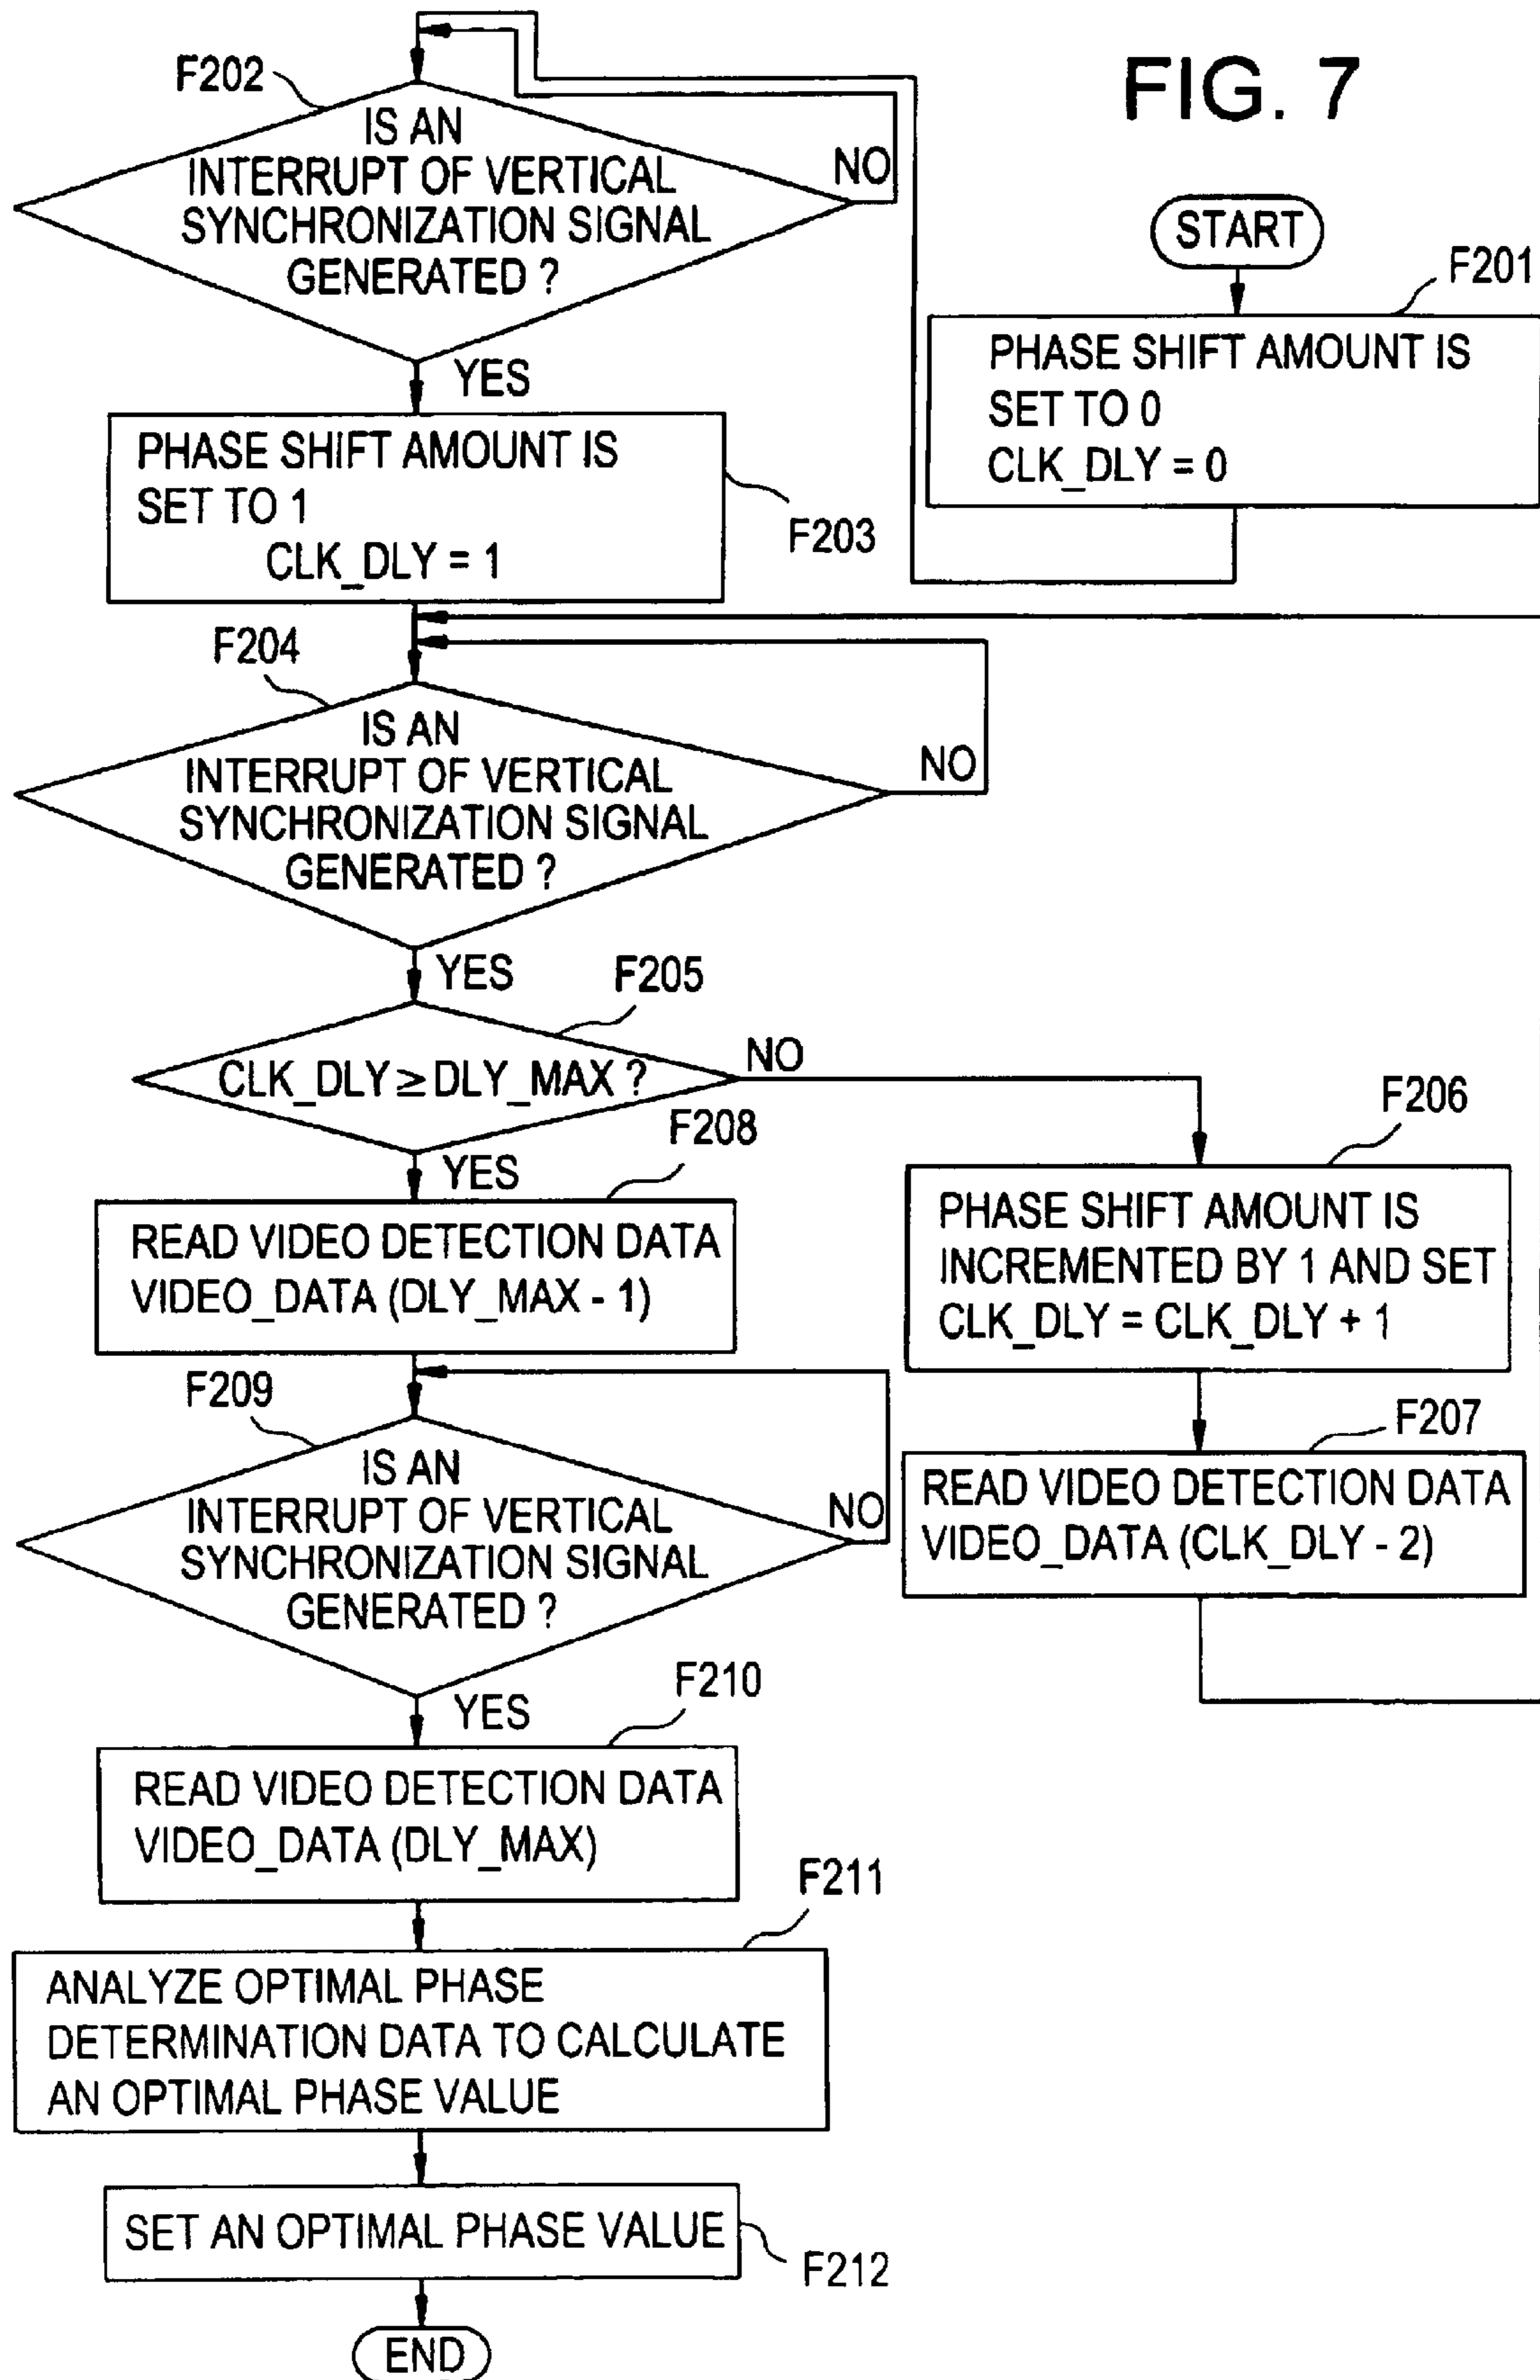 FIG. 7
START
F201
PHASE SHIFT AMOUNT IS
SET TO 0
CLK_DLY = 0
F202
IS AN
INTERRUPT OF VERTICAL
SYNCHRONIZATION SIGNAL
GENERATED ?
NO
YES
PHASE SHIFT AMOUNT IS
SET TO 1
CLK_DLY = 1
F203
F204
IS AN
INTERRUPT OF VERTICAL
SYNCHRONIZATION SIGNAL
GENERATED ?
NO
YES
F205
CLK_DLY ≥ DLY_MAX ?
NO
YES
F206
PHASE SHIFT AMOUNT IS
INCREMENTED BY 1 AND SET
CLK_DLY = CLK_DLY + 1
F207
READ VIDEO DETECTION DATA
VIDEO_DATA (CLK_DLY - 2)
F208
READ VIDEO DETECTION DATA
VIDEO_DATA (DLY_MAX - 1)
F209
IS AN
INTERRUPT OF VERTICAL
SYNCHRONIZATION SIGNAL
GENERATED ?
NO
YES
F210
READ VIDEO DETECTION DATA
VIDEO_DATA (DLY_MAX)
F211
ANALYZE OPTIMAL PHASE
DETERMINATION DATA TO CALCULATE
AN OPTIMAL PHASE VALUE
SET AN OPTIMAL PHASE VALUE
F212
END